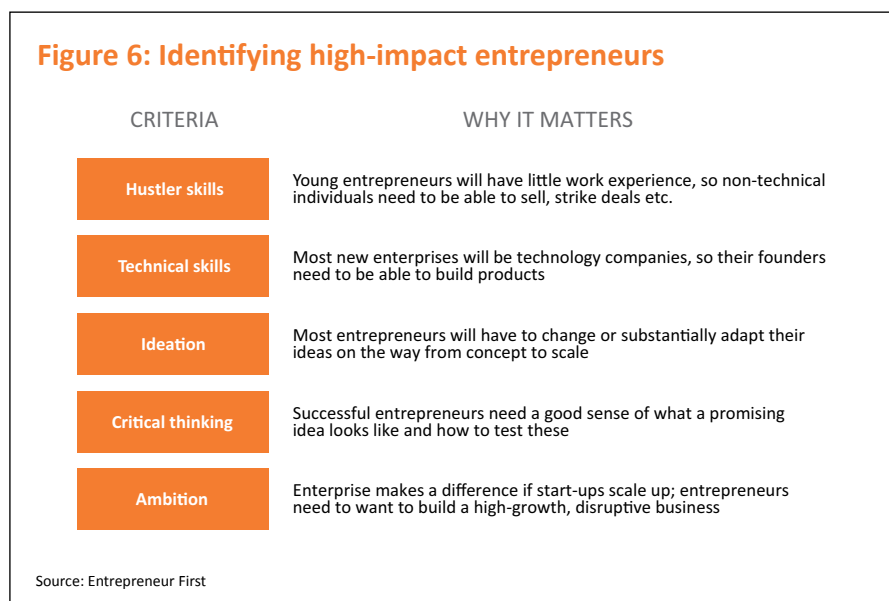 Figure 6: Identifying high-impact entrepreneurs
CRITERIA
WHY IT MATTERS
Hustler skills
Young entrepreneurs will have little work experience, so non-technical
individuals need to be able to sell, strike deals etc.
Technical skills
Most new enterprises will be technology companies, so their founders
need to be able to build products
Ideation
Most entrepreneurs will have to change or substantially adapt their
ideas on the way from concept to scale
Critical thinking
Successful entrepreneurs need a good sense of what a promising
idea looks like and how to test these
Ambition
Enterprise makes a difference if start-ups scale up; entrepreneurs
need to want to build a high-growth, disruptive business
Source: Entrepreneur First